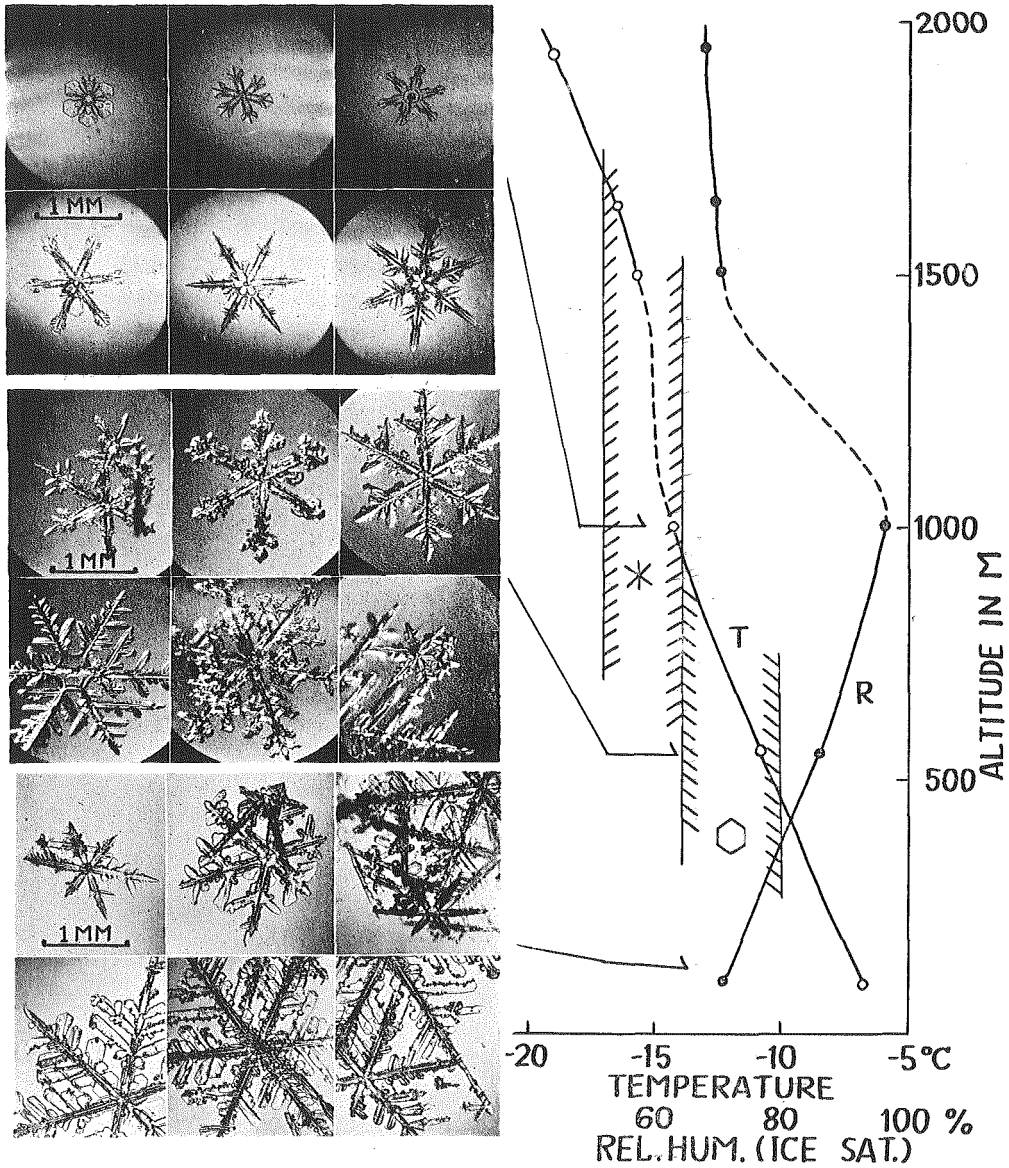 1 MM
1 MM
1 MM
2000
1500
1000
500
ALTITUDE IN M
T
R
-20 -15 -10 -5°C
TEMPERATURE
60 80 100 %
REL. HUM. (ICE SAT.)